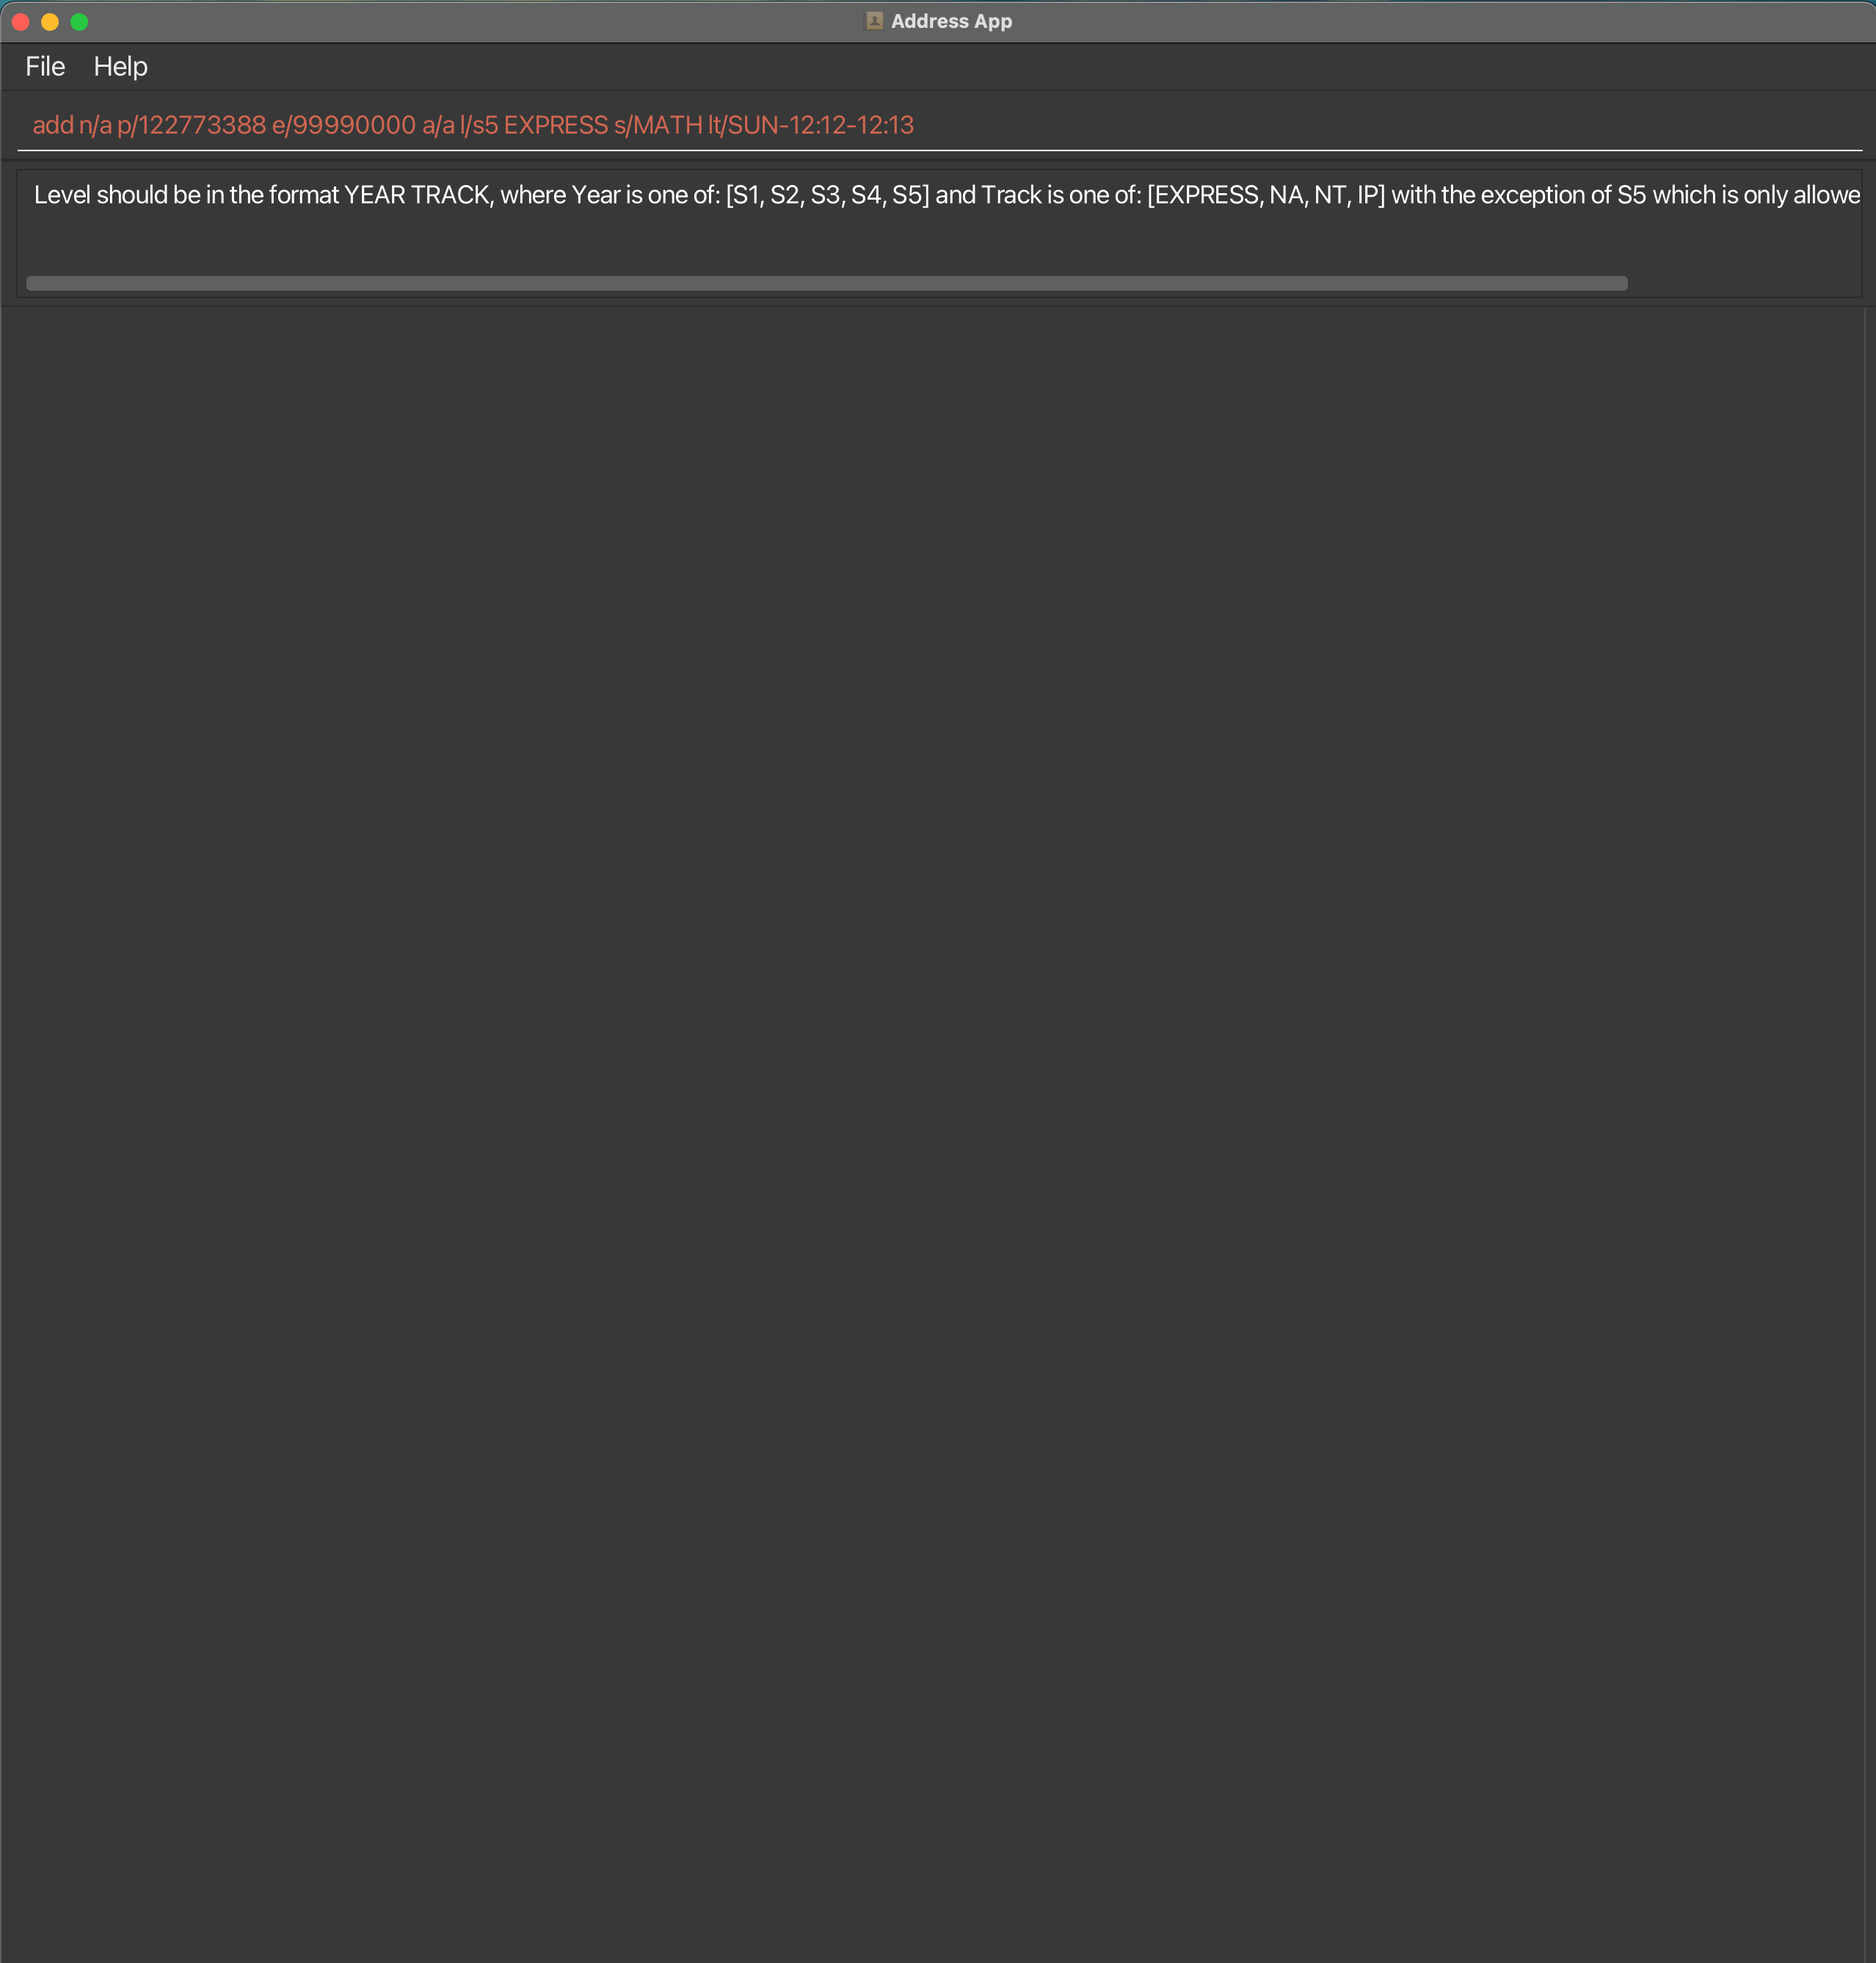 Address App
File Help
add n/a p/122773388 e/99990000 a/a l/s5 EXPRESS s/MATH lt/SUN-12:12-12:13
Level should be in the format YEAR TRACK, where Year is one of: [S1, S2, S3, S4, S5] and Track is one of: [EXPRESS, NA, NT, IP] with the exception of S5 which is only allowe